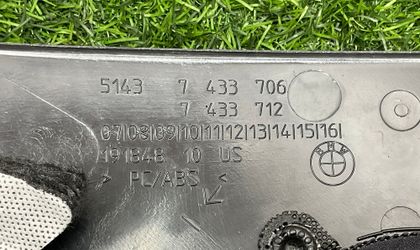 5143 7 433 706
7 433 712
07|08|09|10|11|12|13|14|15|16|
191848 10 US
BMW
> PC/ABS <